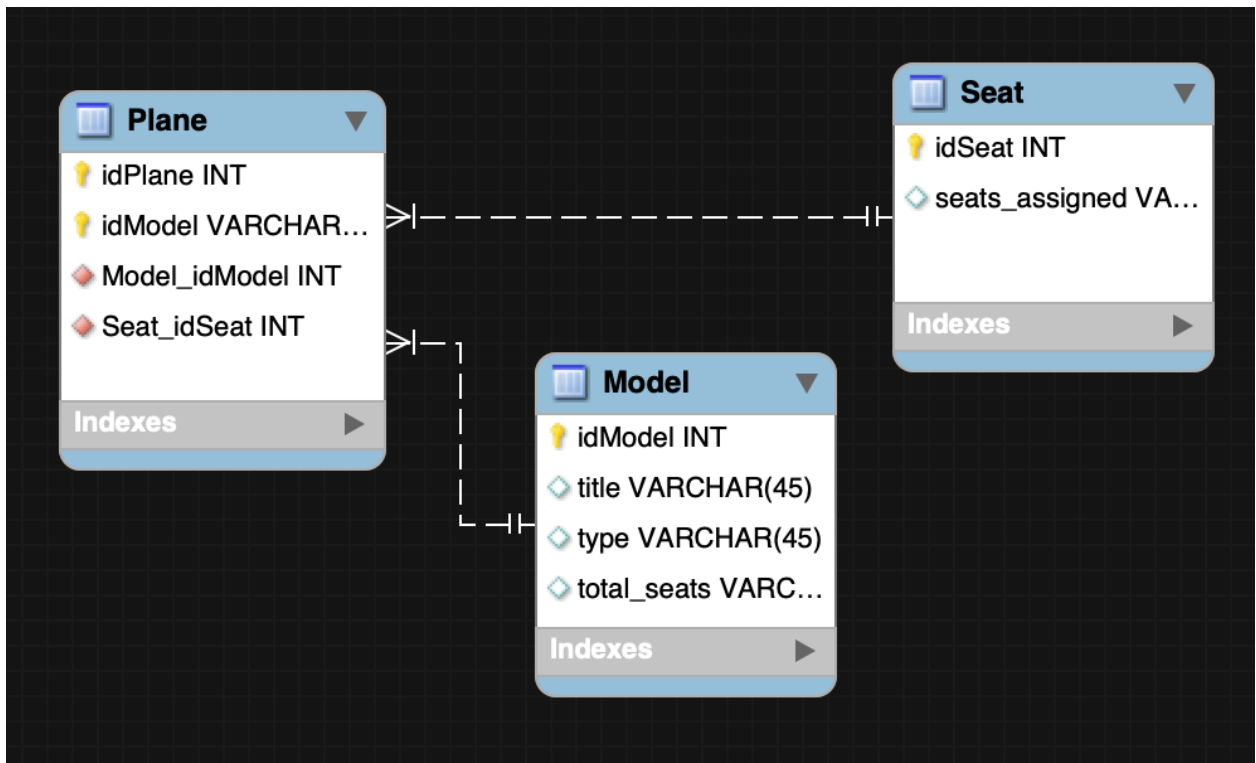 Plane
idPlane INT
idModel VARCHAR...
Model_idModel INT
Seat_idSeat INT
Indexes
Seat
idSeat INT
seats_assigned VA...
Indexes
Model
idModel INT
title VARCHAR(45)
type VARCHAR(45)
total_seats VARC...
Indexes